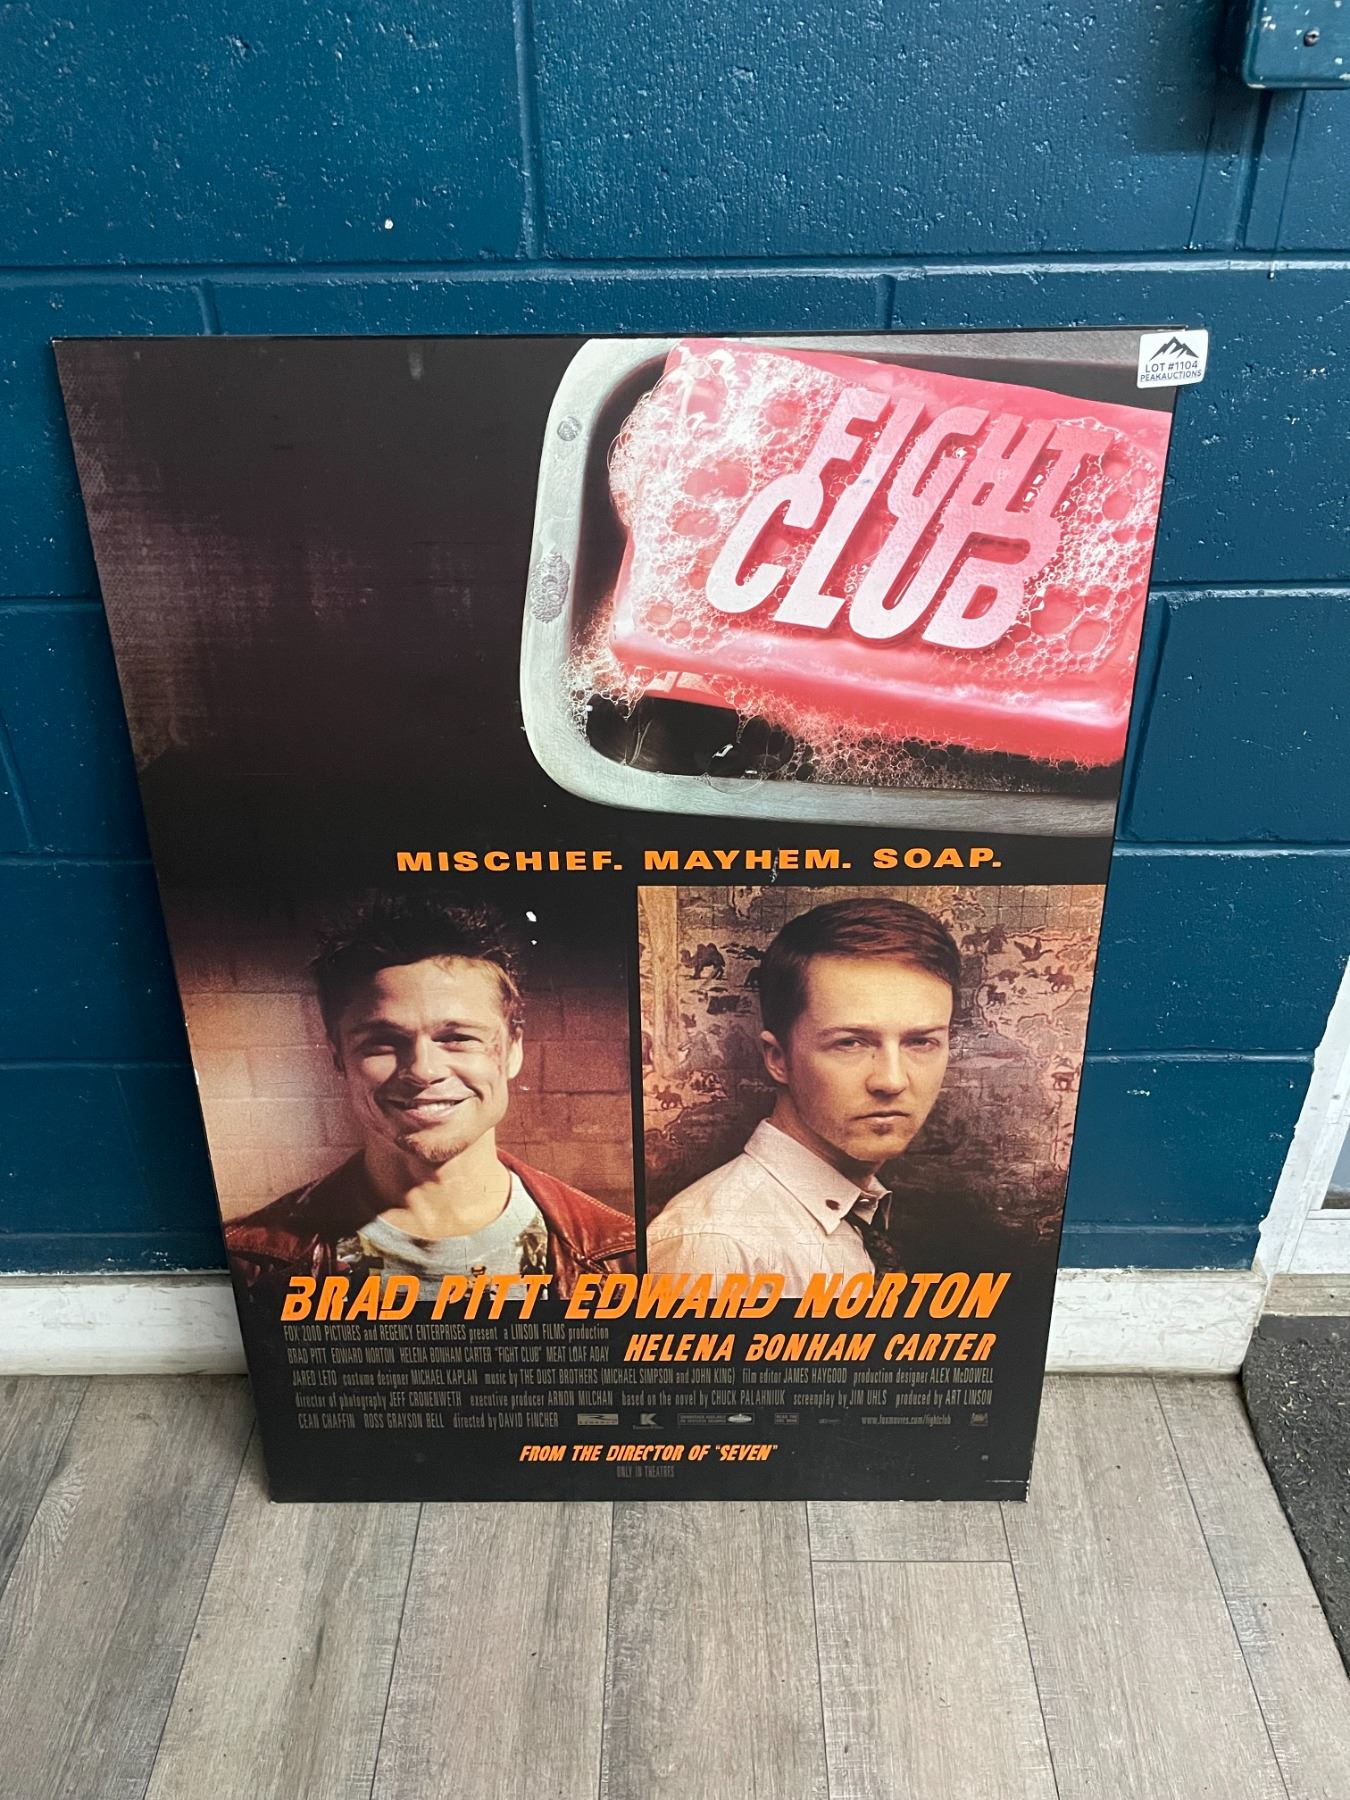 LOT #1104
PEAKAUCTIONS
FIGHT
CLUB
MISCHIEF. MAYHEM. SOAP.
BRAD PITT EDWARD NORTON
HELENA BONHAM CARTER
FOX 2000 PICTURES and REGENCY ENTERPRISES present a LINSON FILMS production
BRAD PITT EDWARD NORTON HELENA BONHAM CARTER "FIGHT CLUB" MEAT LOAF ADAY
JARED LETO costume designer MICHAEL KAPLAN music by THE DUST BROTHERS (MICHAEL SIMPSON and JOHN KING) film editor JAMES HAYGOOD production designer ALEX McDOWELL
director of photography JEFF CRONENWETH executive producer ARNON MILCHAN based on the novel by CHUCK PALAHNIUK screenplay by JIM UHLS produced by ART LINSON
CEAN CHAFFIN ROSS GRAYSON BELL directed by DAVID FINCHER www.foxmovies.com/fightclub
FROM THE DIRECTOR OF "SEVEN"
ONLY IN THEATRES